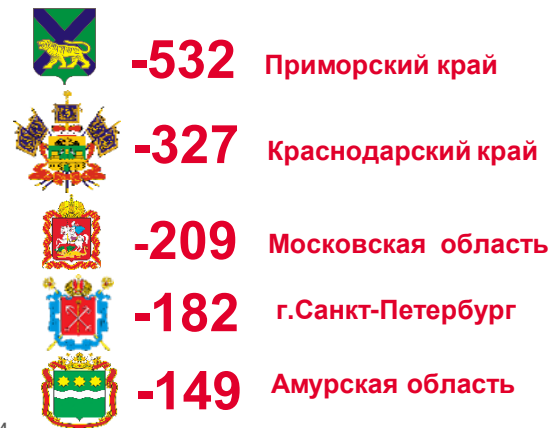 -532 Приморский край
-327 Краснодарский край
-209 Московская область
-182 г.Санкт-Петербург
-149 Амурская область